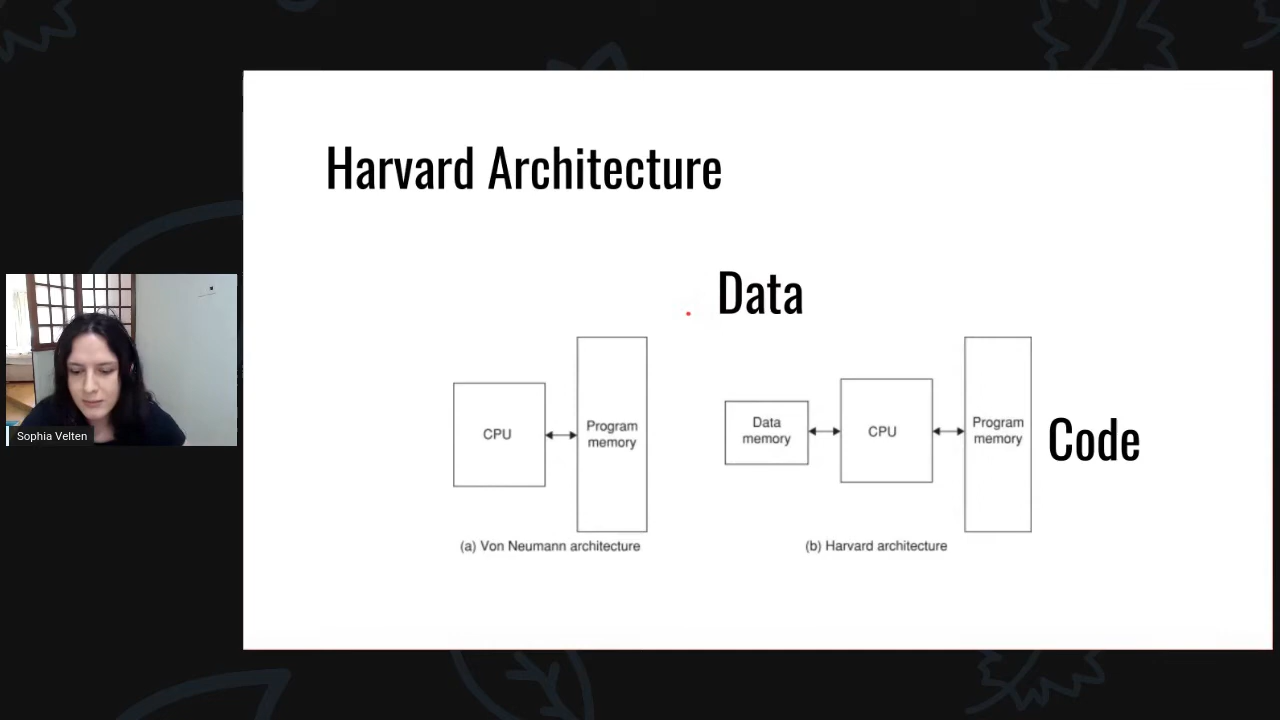 Harvard Architecture
Data
CPU
Program
memory
Data
memory
CPU
Program
memory
Code
(a) Von Neumann architecture
(b) Harvard architecture
Sophia Velten